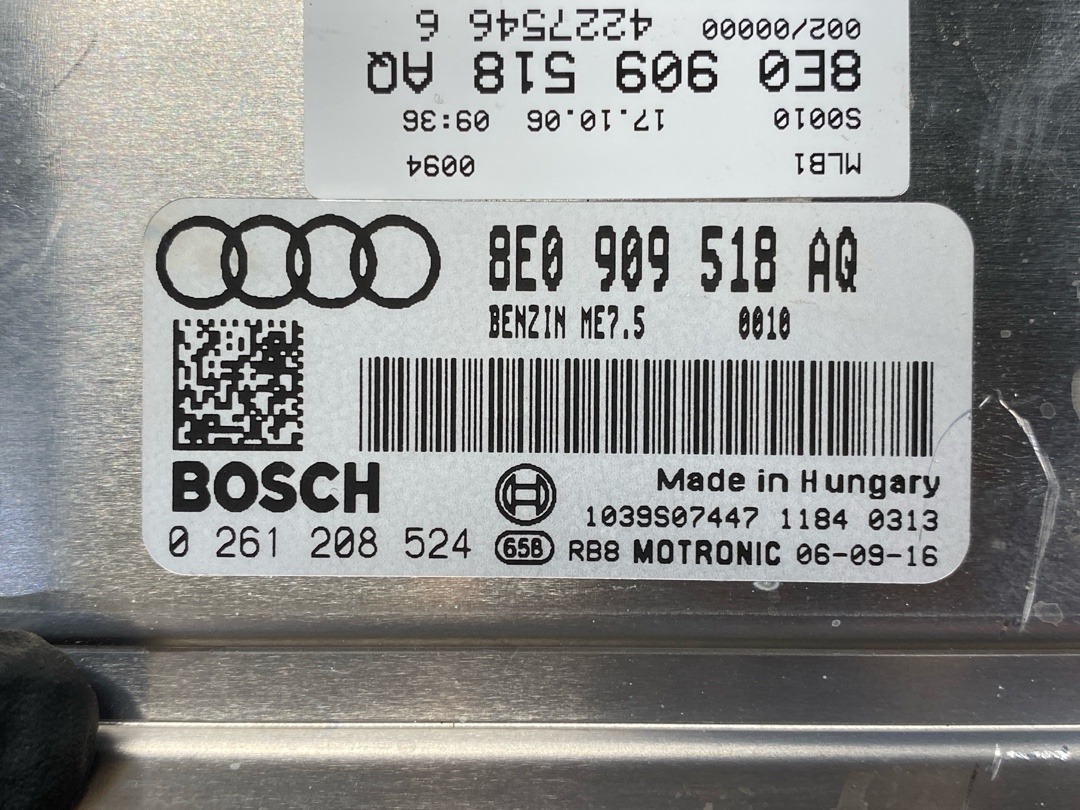 MLB1 0094
S0010 17.10.06 09:36
8E0 909 518 AQ
002/00000 4227546 6
8E0 909 518 AQ
BENZIN ME7.5 0010
BOSCH
Made in Hungary
1039S07447 1184 0313
0 261 208 524 65B RB8 MOTRONIC 06-09-16